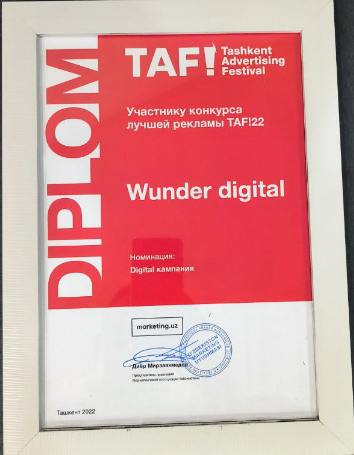 DIPLOM
TAF!
Tashkent
Advertising
Festival
Участнику конкурса
лучшей рекламы TAF!22
Wunder digital
Номинация:
Digital кампания
marketing.uz
Ташкент 2022